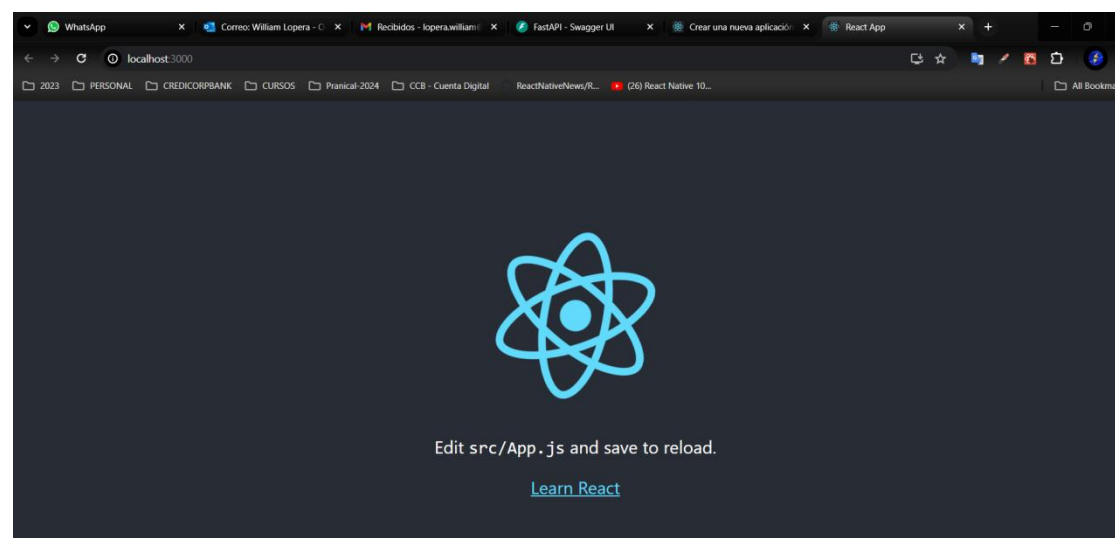 WhatsApp
Correo: William Lopera - O
Recibidos - lopera.william
FastAPI - Swagger UI
Crear una nueva aplicación
React App
localhost:3000
2023
PERSONAL
CREDICORPBANK
CURSOS
Pranical-2024
CCB - Cuenta Digital
ReactNativeNews/R...
(26) React Native 10...
All Bookma
Edit src/App.js and save to reload.
Learn React